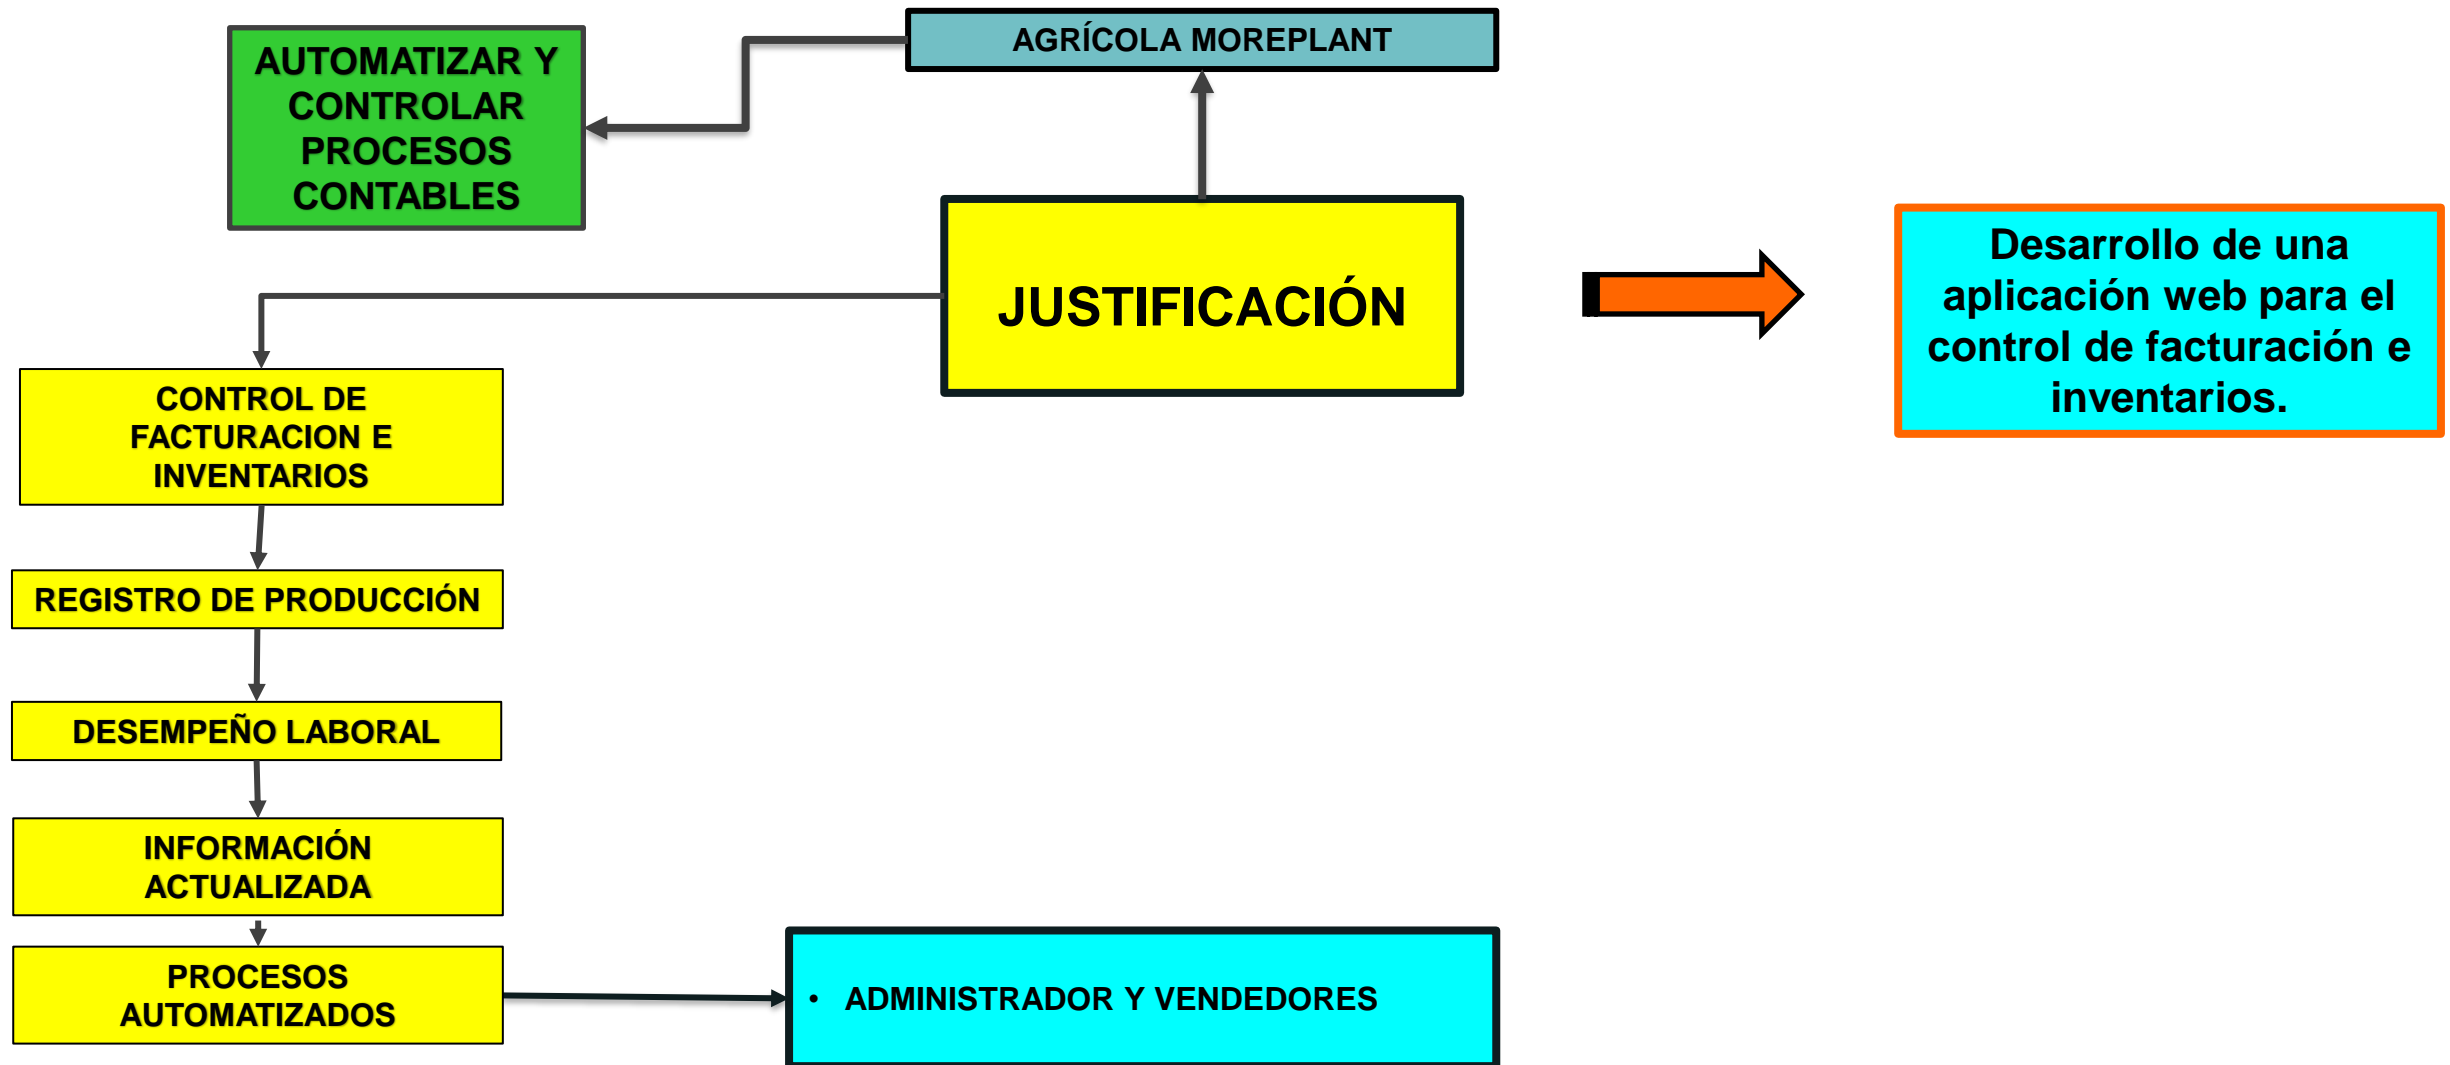 AGRÍCOLA MOREPLANT
AUTOMATIZAR Y
CONTROLAR
PROCESOS
CONTABLES
JUSTIFICACIÓN
Desarrollo de una
aplicación web para el
control de facturación e
inventarios.
CONTROL DE
FACTURACION E
INVENTARIOS
REGISTRO DE PRODUCCIÓN
DESEMPEÑO LABORAL
INFORMACIÓN
ACTUALIZADA
PROCESOS
AUTOMATIZADOS
• ADMINISTRADOR Y VENDEDORES